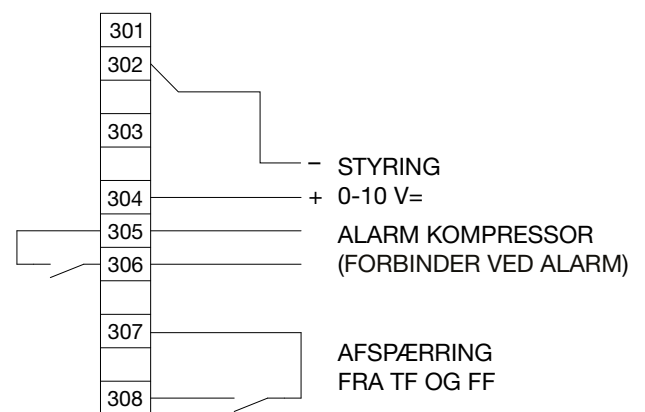 301
302
303
− STYRING
304
+ 0-10 V=
305
ALARM KOMPRESSOR
306
(FORBINDER VED ALARM)
307
AFSPÆRRING
FRA TF OG FF
308